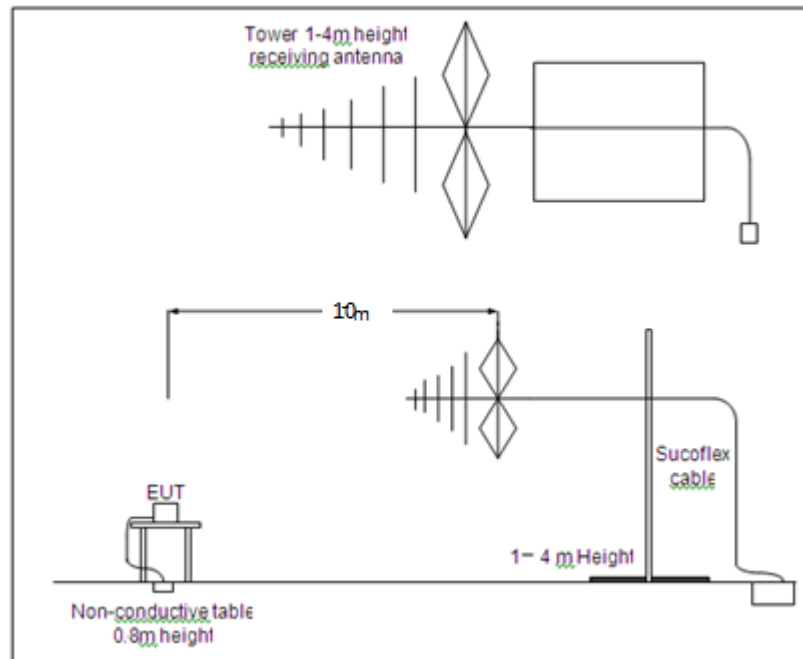 Tower 1-4m height
receiving antenna
10m
EUT
Sucoflex
cable
1– 4 m Height
Non-conductive table
0.8m height